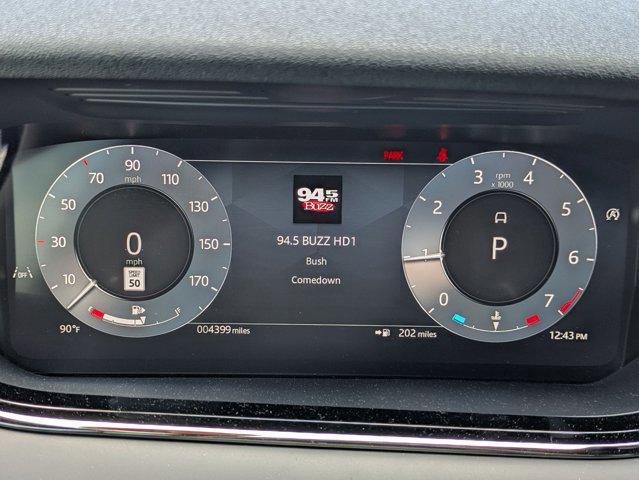 PARK
10
30
50
70
90
110
130
150
170
mph
0
SPEED LIMIT
50
F
90°F
004399 miles
94.5 FM
Buzz
94.5 BUZZ HD1
Bush
Comedown
202 miles
0
1
2
3
4
5
6
7
rpm
x 1000
P
OFF
A
12:43 PM